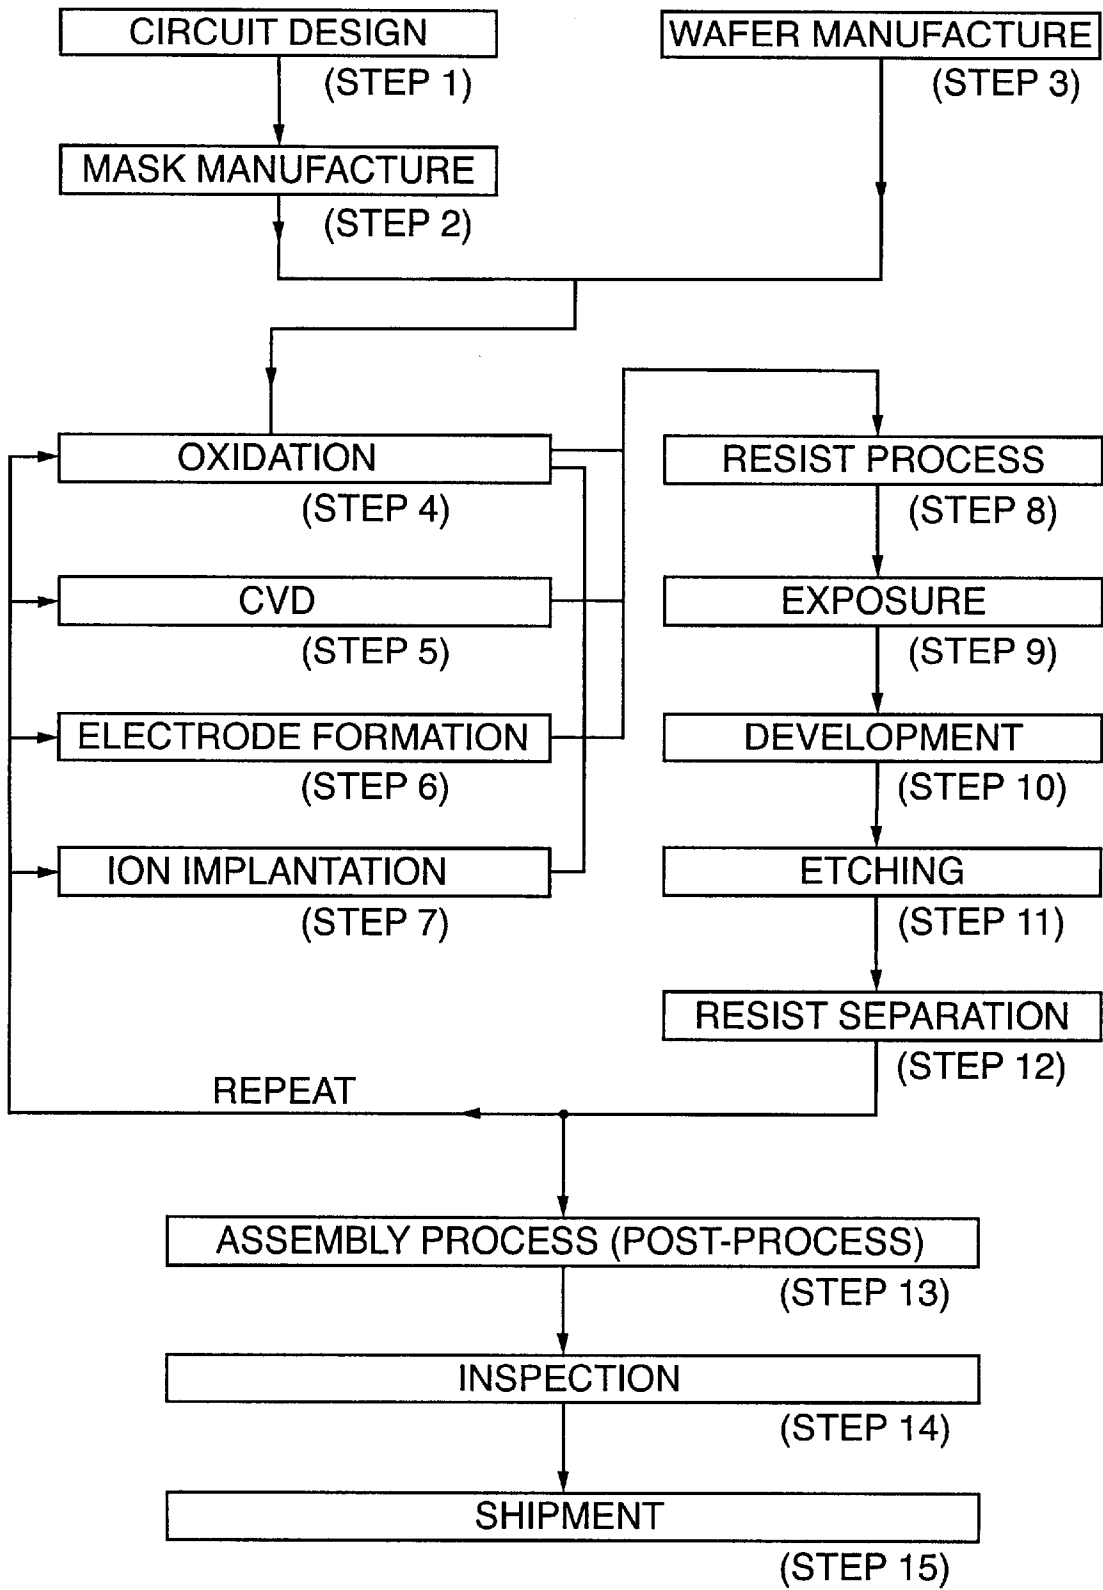 CIRCUIT DESIGN
(STEP 1)
WAFER MANUFACTURE
(STEP 3)
MASK MANUFACTURE
(STEP 2)
OXIDATION
(STEP 4)
CVD
(STEP 5)
ELECTRODE FORMATION
(STEP 6)
ION IMPLANTATION
(STEP 7)
RESIST PROCESS
(STEP 8)
EXPOSURE
(STEP 9)
DEVELOPMENT
(STEP 10)
ETCHING
(STEP 11)
RESIST SEPARATION
(STEP 12)
REPEAT
ASSEMBLY PROCESS (POST-PROCESS)
(STEP 13)
INSPECTION
(STEP 14)
SHIPMENT
(STEP 15)